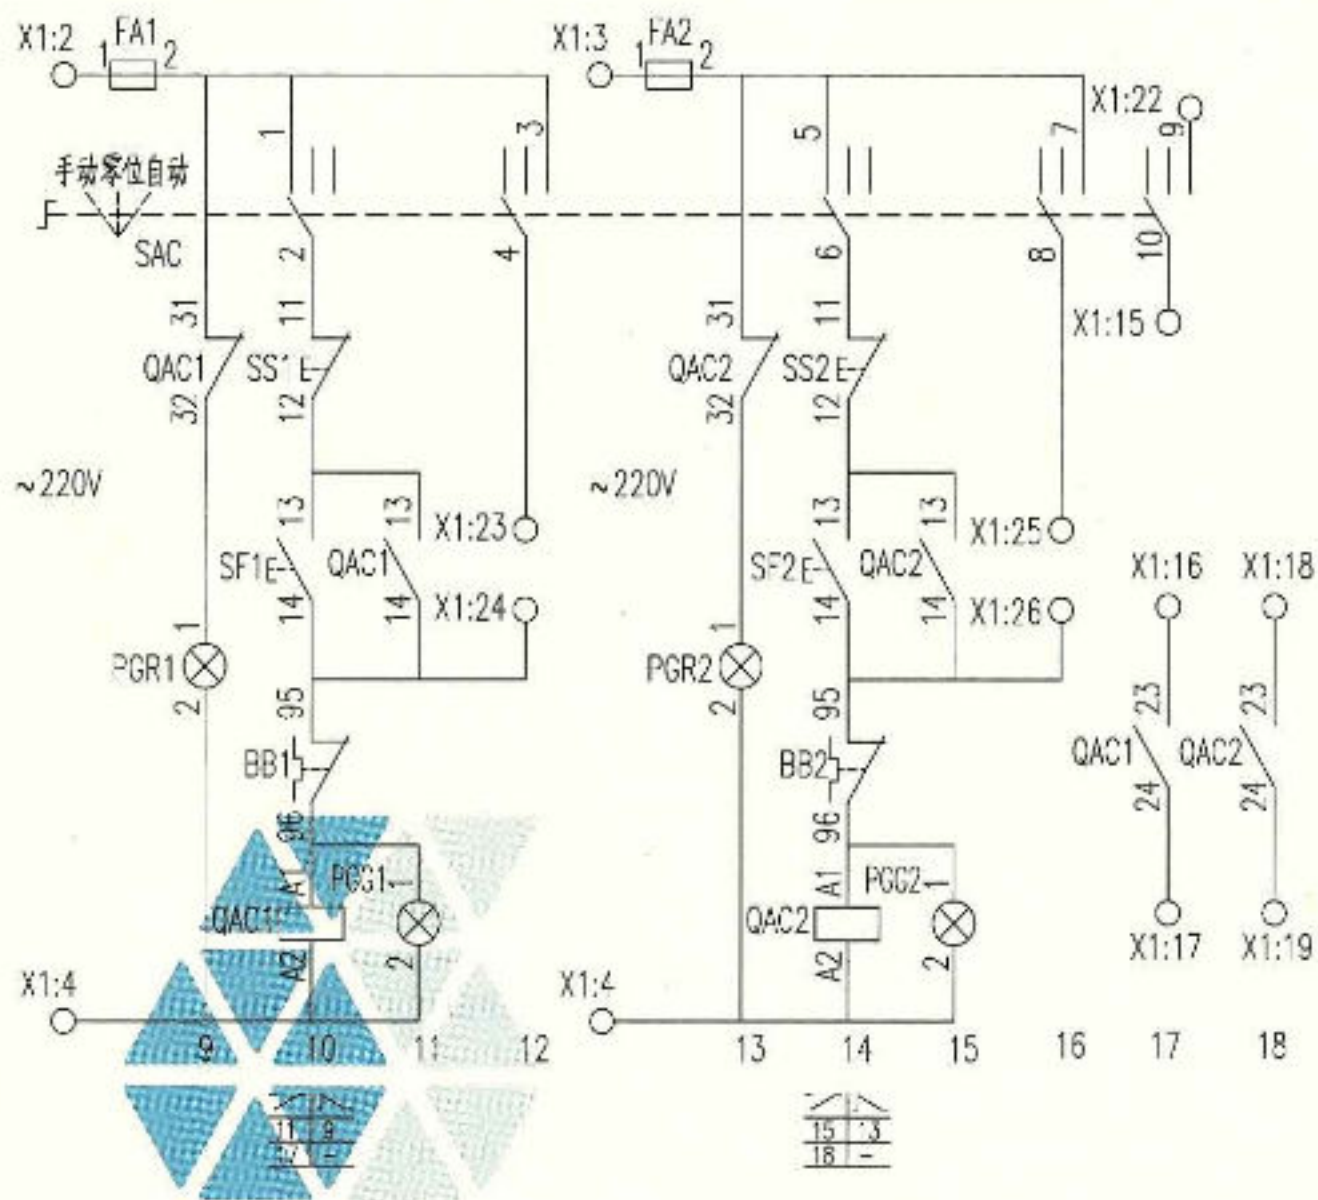 X1:2 1 FA1 2 X1:3 1 FA2 2
X1:22
1 3 5 7 9
手动零位自动
SAC 2 4 6 8 10
31 11 31 11 X1:15
QAC1 SS1 E QAC2 SS2 E
32 12 32 12
~220V ~220V
13 13 X1:23 13 13 X1:25 X1:16 X1:18
SF1 E QAC1 SF2 E QAC2
14 14 X1:24 14 14 X1:26
1 1
PGR1 PGR2
2 95 2 95 23 23
BB1 BB2 QAC1 QAC2
96 96 24 24
A1 PGG1 1 A1 PGG2 1
QAC1 QAC2
A2 2 A2 2 X1:17 X1:19
X1:4 X1:4
9 10 11 12 13 14 15 16 17 18
11 9 15 13
- 18 -